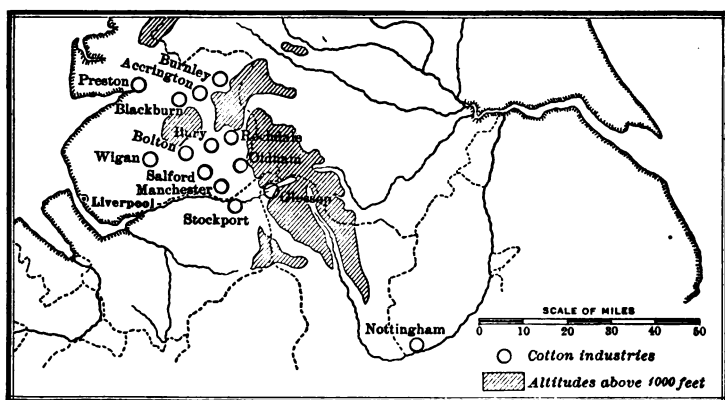 Burnley
Accrington
Preston
Blackburn
Bury
Rochdale
Bolton
Oldham
Wigan
Salford
Manchester
Glossop
Liverpool
Stockport
Nottingham
SCALE OF MILES
0 10 20 30 40 50
Cotton industries
Altitudes above 1000 feet